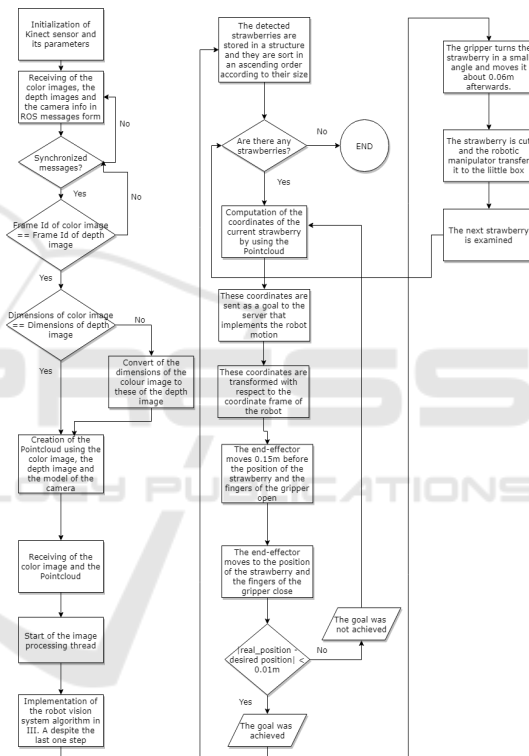 Initialization of
Kinect sensor and
its parameters
Receiving of the
color images, the
depth images and
the camera info in
ROS messages form
No
Synchronized
messages?
Yes
No
Frame Id of color image
== Frame Id of depth
image
Yes
Dimensions of color image
== Dimensions of depth
image
No
Yes
Convert of the
dimensions of the
colour image to
these of the depth
image
Creation of the
Pointcloud using the
color image, the
depth image and
the model of the
camera
Receiving of the
color image and the
Pointcloud
Start of the image
processing thread
Implementation of
the robot vision
system algorithm in
III. A despite the
last one step
The detected
strawberries are
stored in a structure
and they are sort in
an ascending order
according to their size
Are there any
strawberries?
No
END
Yes
Computation of the
coordinates of the
current strawberry
by using the
Pointcloud
These coordinates are
sent as a goal to the
server that
implements the robot
motion
These coordinates are
transformed with
respect to the
coordinate frame of
the robot
The end-effector
moves 0.15m before
the position of the
strawberry and the
fingers of the gripper
open
The end-effector
moves to the position
of the strawberry and
the fingers of the
gripper close
|real_position -
desired position| <
0.01m
No
The goal was
not achieved
Yes
The goal was
achieved
The gripper turns the
strawberry in a small
angle and moves it
about 0.06m
afterwards.
The strawberry is cut
and the robotic
manipulator transfer
it to the liittle box
The next strawberry
is examined
PRESS
LOGY PUBLICATIONS